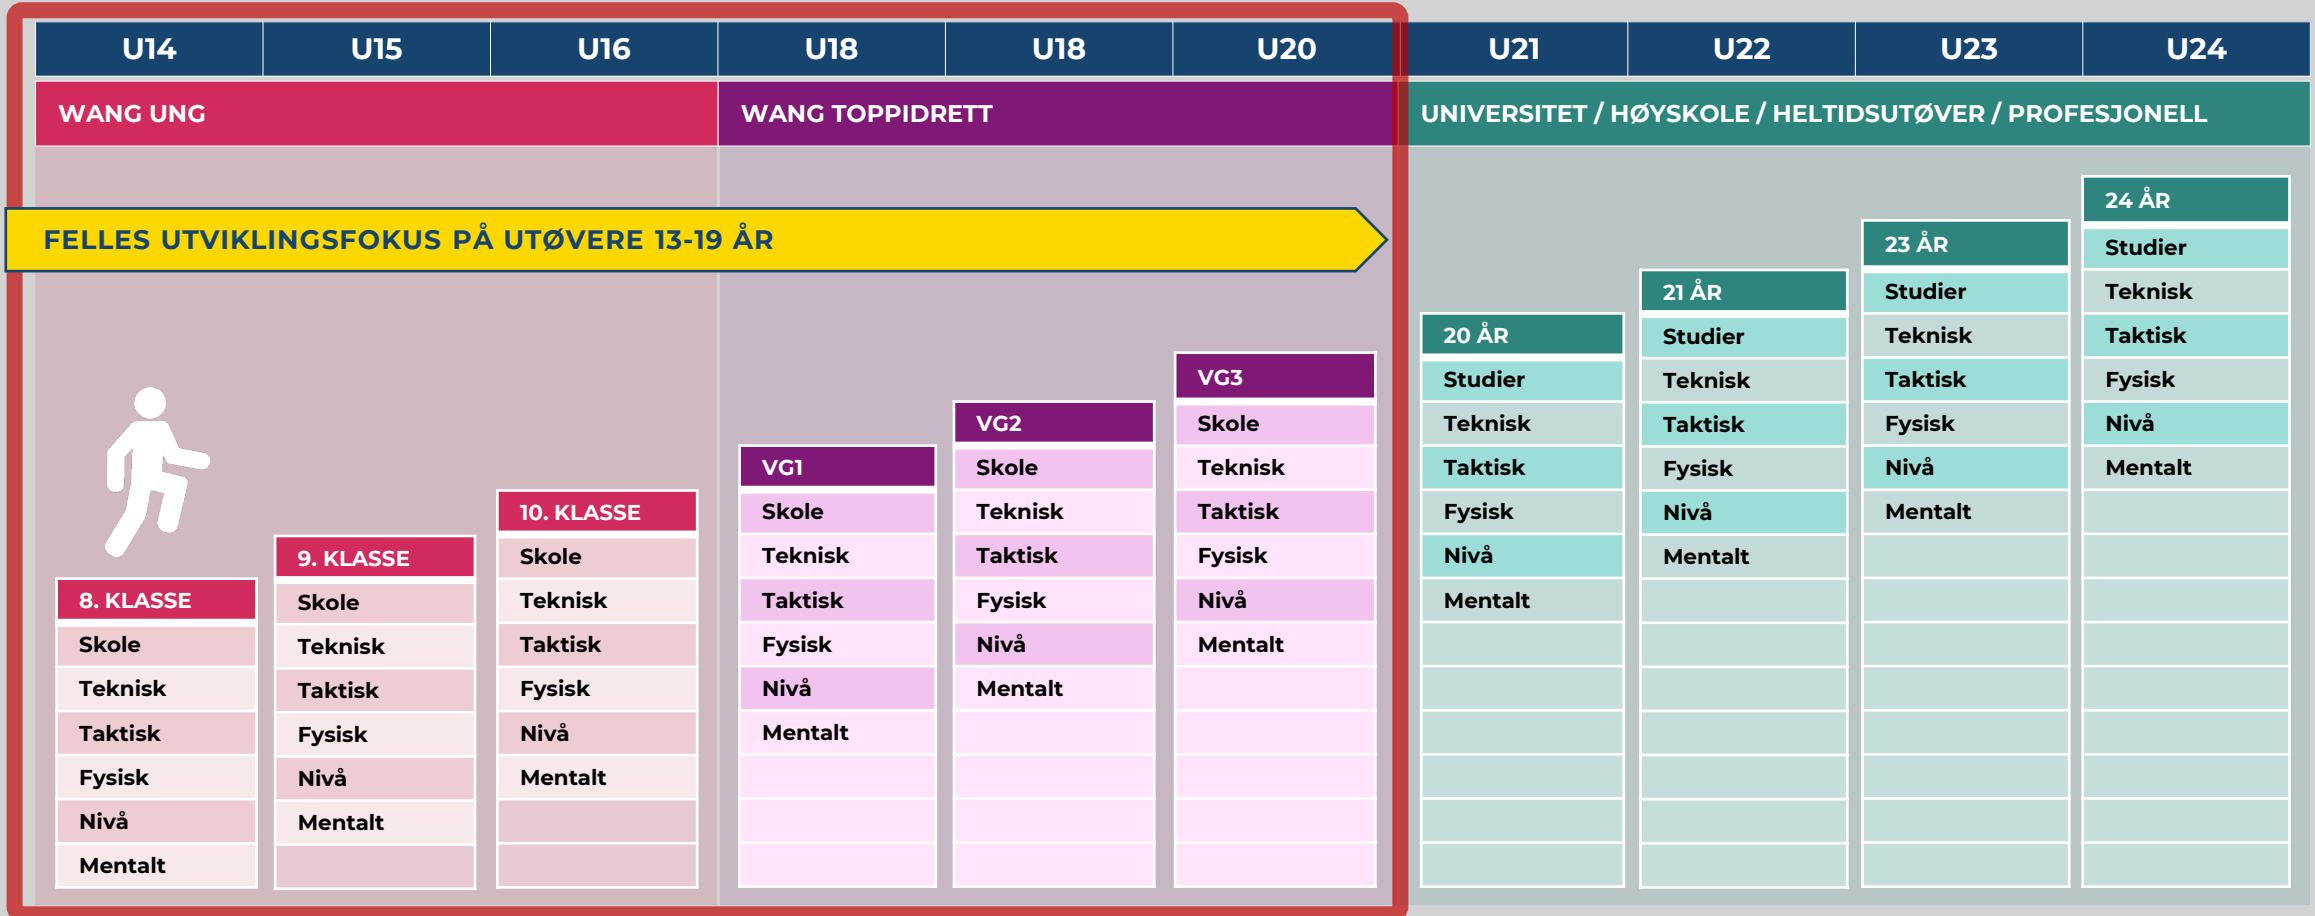 U14
U15
U16
U18
U18
U20
U21
U22
U23
U24
WANG UNG
WANG TOPPIDRETT
UNIVERSITET / HØYSKOLE / HELTIDSUTØVER / PROFESJONELL
FELLES UTVIKLINGSFOKUS PÅ UTØVERE 13-19 ÅR
8. KLASSE
Skole
Teknisk
Taktisk
Fysisk
Nivå
Mentalt
9. KLASSE
Skole
Teknisk
Taktisk
Fysisk
Nivå
Mentalt
10. KLASSE
Skole
Teknisk
Taktisk
Fysisk
Nivå
Mentalt
VG1
Skole
Teknisk
Taktisk
Fysisk
Nivå
Mentalt
VG2
Skole
Teknisk
Taktisk
Fysisk
Nivå
Mentalt
VG3
Skole
Teknisk
Taktisk
Fysisk
Nivå
Mentalt
20 ÅR
Studier
Teknisk
Taktisk
Fysisk
Nivå
Mentalt
21 ÅR
Studier
Teknisk
Taktisk
Fysisk
Nivå
Mentalt
23 ÅR
Studier
Teknisk
Taktisk
Fysisk
Nivå
Mentalt
24 ÅR
Studier
Teknisk
Taktisk
Fysisk
Nivå
Mentalt